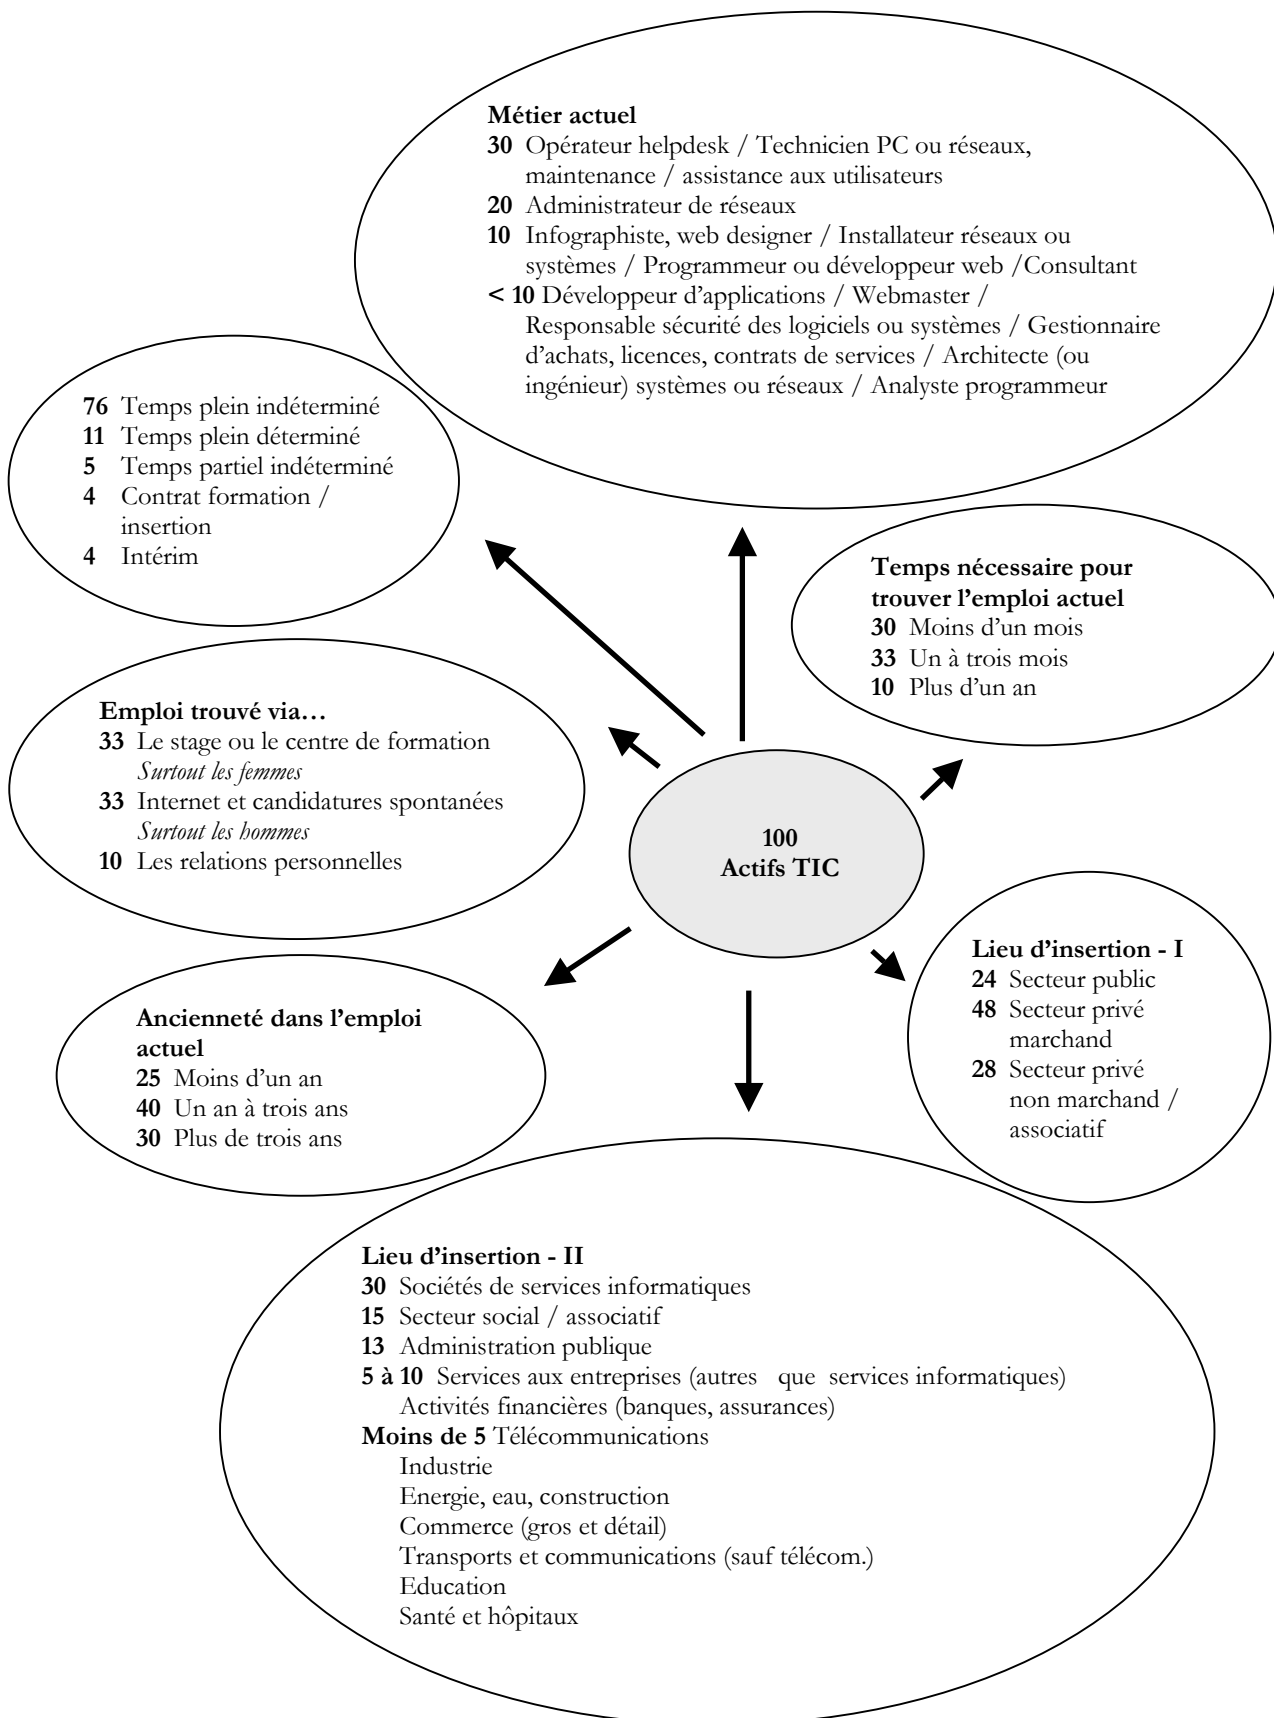 Métier actuel
30 Opérateur helpdesk / Technicien PC ou réseaux,
maintenance / assistance aux utilisateurs
20 Administrateur de réseaux
10 Infographiste, web designer / Installateur réseaux ou
systèmes / Programmeur ou développeur web /Consultant
< 10 Développeur d'applications / Webmaster /
Responsable sécurité des logiciels ou systèmes / Gestionnaire
d'achats, licences, contrats de services / Architecte (ou
ingénieur) systèmes ou réseaux / Analyste programmeur
76 Temps plein indéterminé
11 Temps plein déterminé
5 Temps partiel indéterminé
4 Contrat formation /
insertion
4 Intérim
Temps nécessaire pour
trouver l'emploi actuel
30 Moins d'un mois
33 Un à trois mois
10 Plus d'un an
Emploi trouvé via…
33 Le stage ou le centre de formation
Surtout les femmes
33 Internet et candidatures spontanées
Surtout les hommes
10 Les relations personnelles
100
Actifs TIC
Lieu d'insertion - I
24 Secteur public
48 Secteur privé
marchand
28 Secteur privé
non marchand /
associatif
Ancienneté dans l'emploi
actuel
25 Moins d'un an
40 Un an à trois ans
30 Plus de trois ans
Lieu d'insertion - II
30 Sociétés de services informatiques
15 Secteur social / associatif
13 Administration publique
5 à 10 Services aux entreprises (autres que services informatiques)
Activités financières (banques, assurances)
Moins de 5 Télécommunications
Industrie
Energie, eau, construction
Commerce (gros et détail)
Transports et communications (sauf télécom.)
Education
Santé et hôpitaux